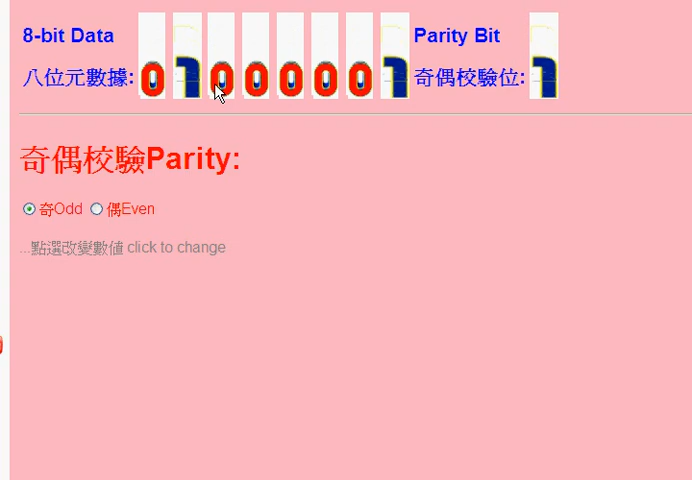 8-bit Data Parity Bit
八位元數據: 0 1 0 0 0 0 0 1 奇偶校驗位: 1
奇偶校驗Parity:
奇Odd 偶Even
...點選改變數值 click to change